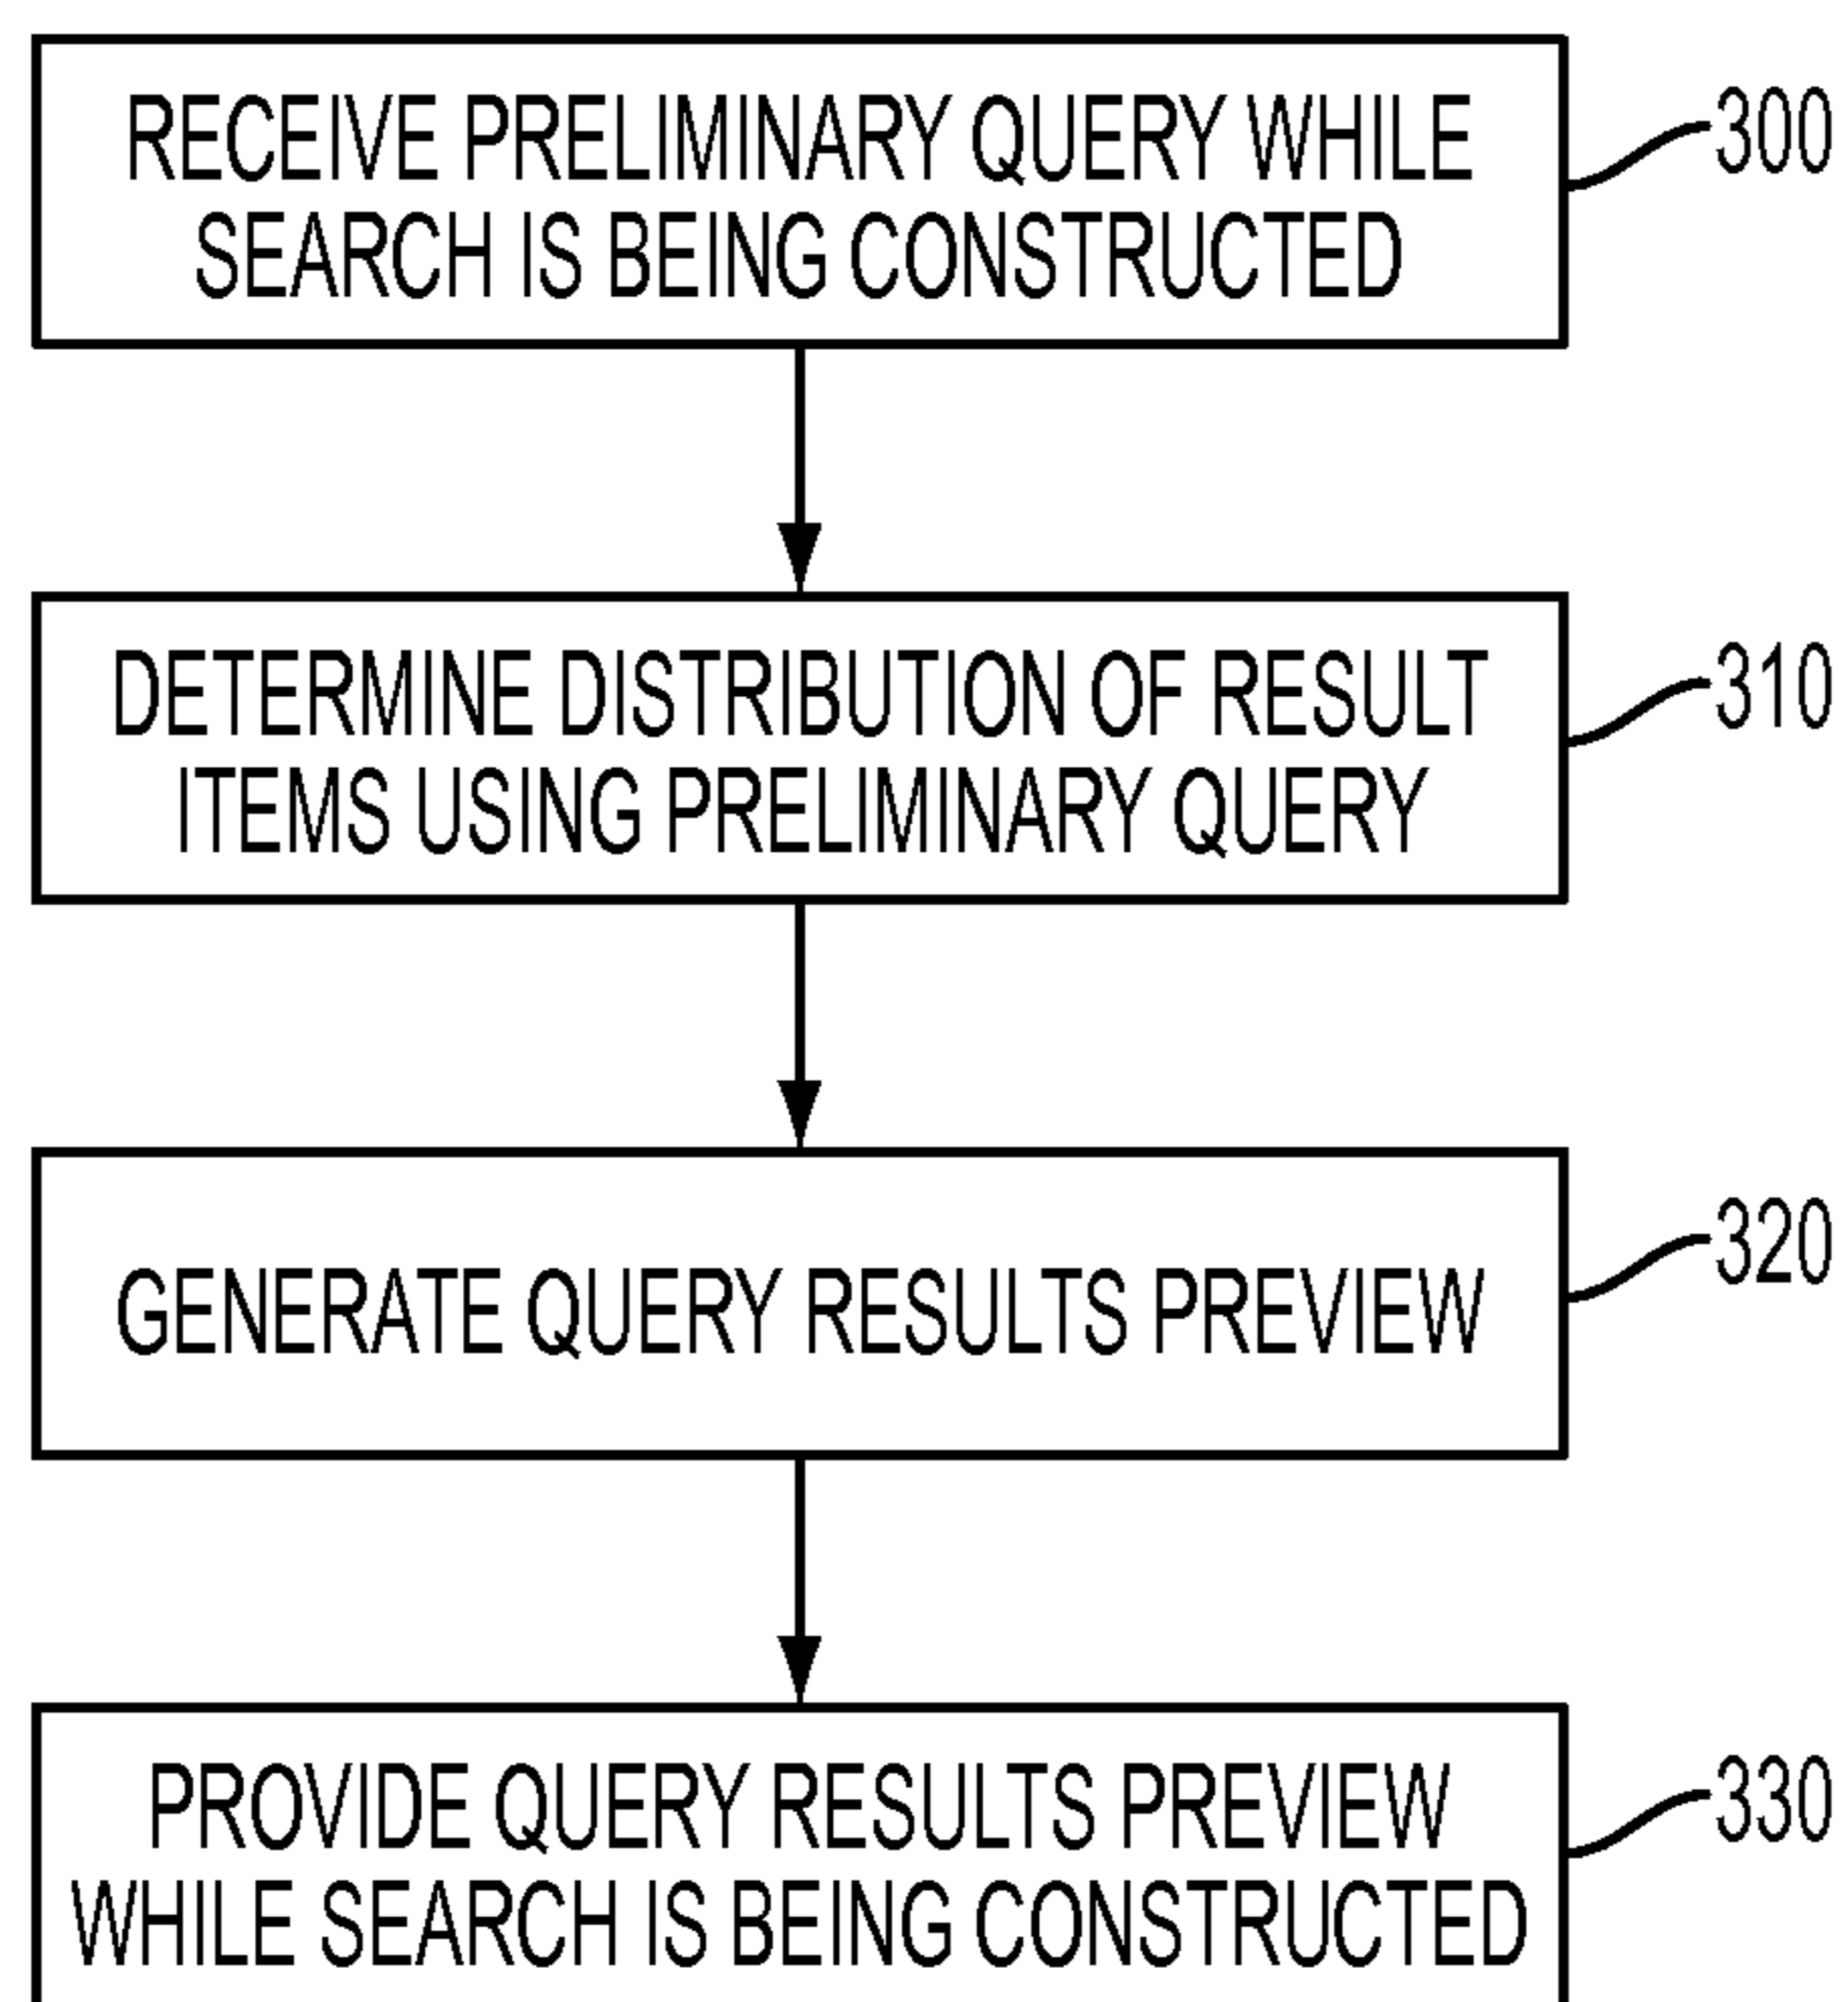 RECEIVE PRELIMINARY QUERY WHILE
SEARCH IS BEING CONSTRUCTED
300
DETERMINE DISTRIBUTION OF RESULT
ITEMS USING PRELIMINARY QUERY
310
GENERATE QUERY RESULTS PREVIEW
320
PROVIDE QUERY RESULTS PREVIEW
WHILE SEARCH IS BEING CONSTRUCTED
330